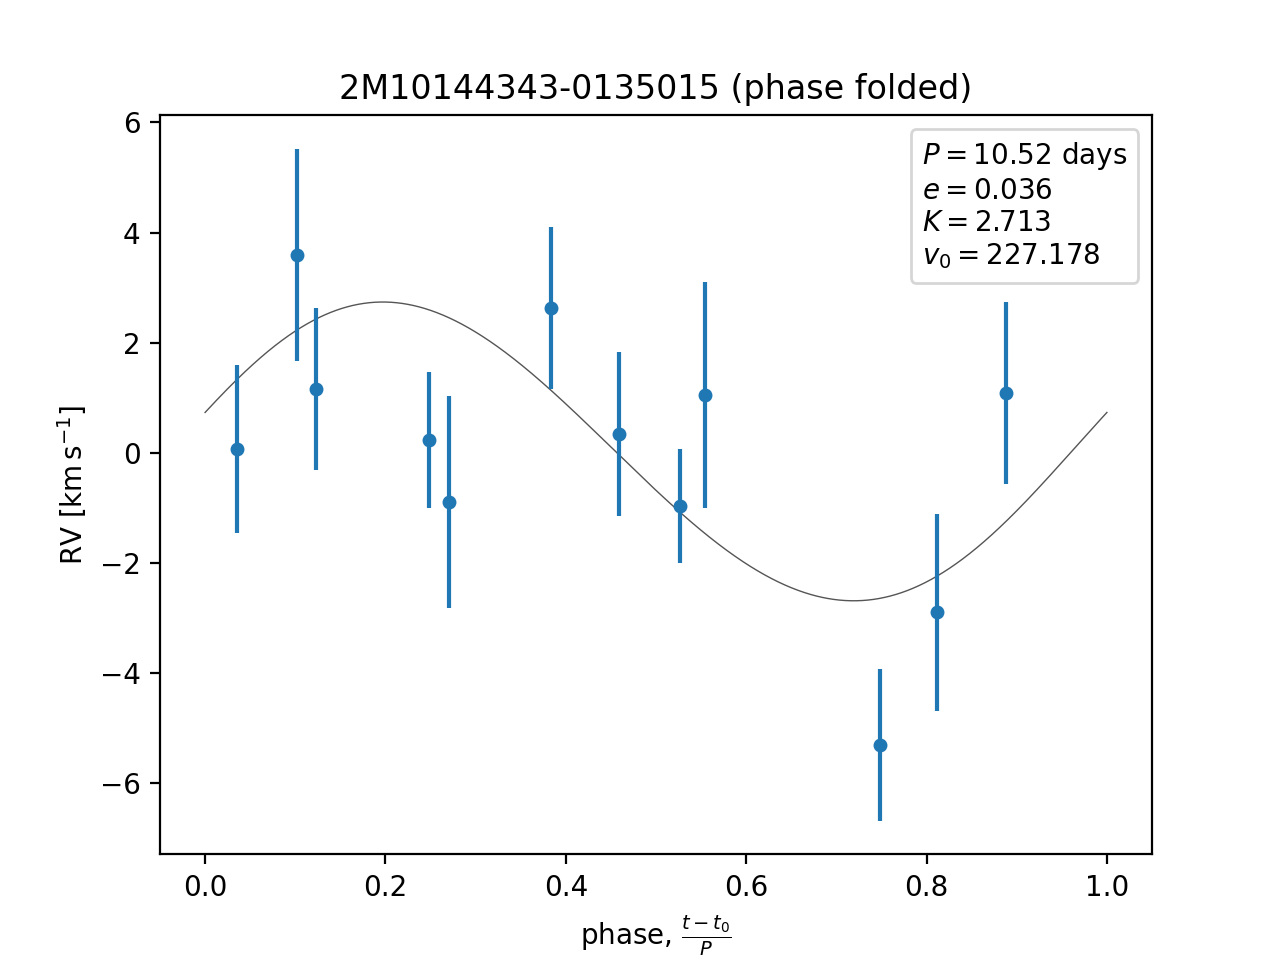 2M10144343-0135015 (phase folded)
P = 10.52 days
e = 0.036
K = 2.713
v₀ = 227.178
RV [km s⁻¹]
6
4
2
0
−2
−4
−6
0.0 0.2 0.4 0.6 0.8 1.0
phase, (t − t₀)/P